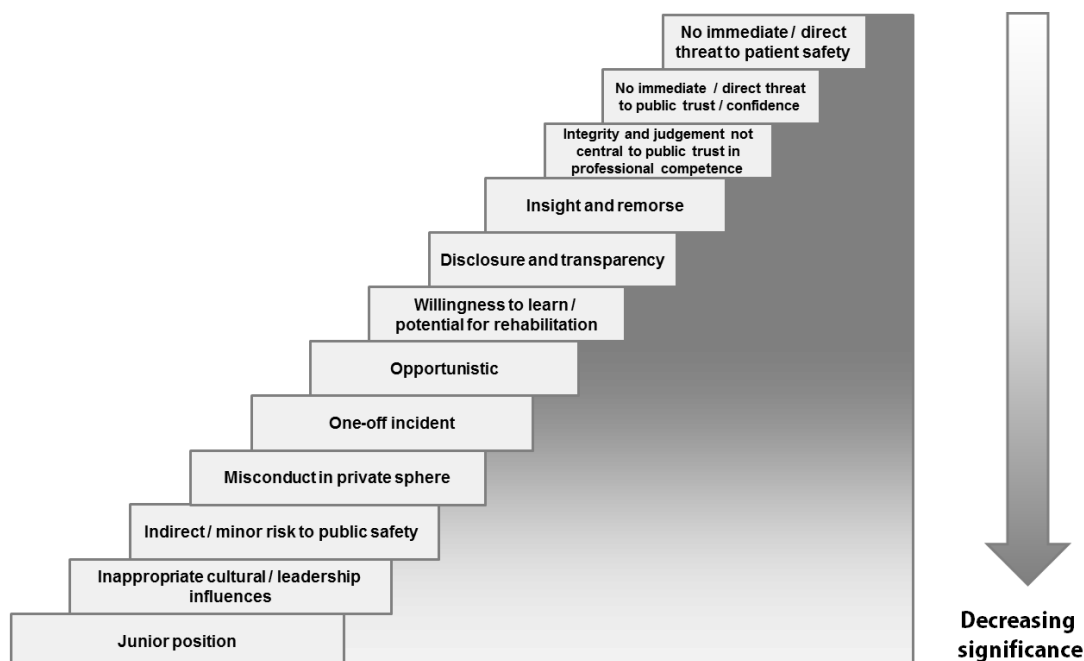 No immediate / direct
threat to patient safety
No immediate / direct threat
to public trust / confidence
Integrity and judgement not
central to public trust in
professional competence
Insight and remorse
Disclosure and transparency
Willingness to learn /
potential for rehabilitation
Opportunistic
One-off incident
Misconduct in private sphere
Indirect / minor risk to public safety
Inappropriate cultural / leadership
influences
Junior position
Decreasing
significance